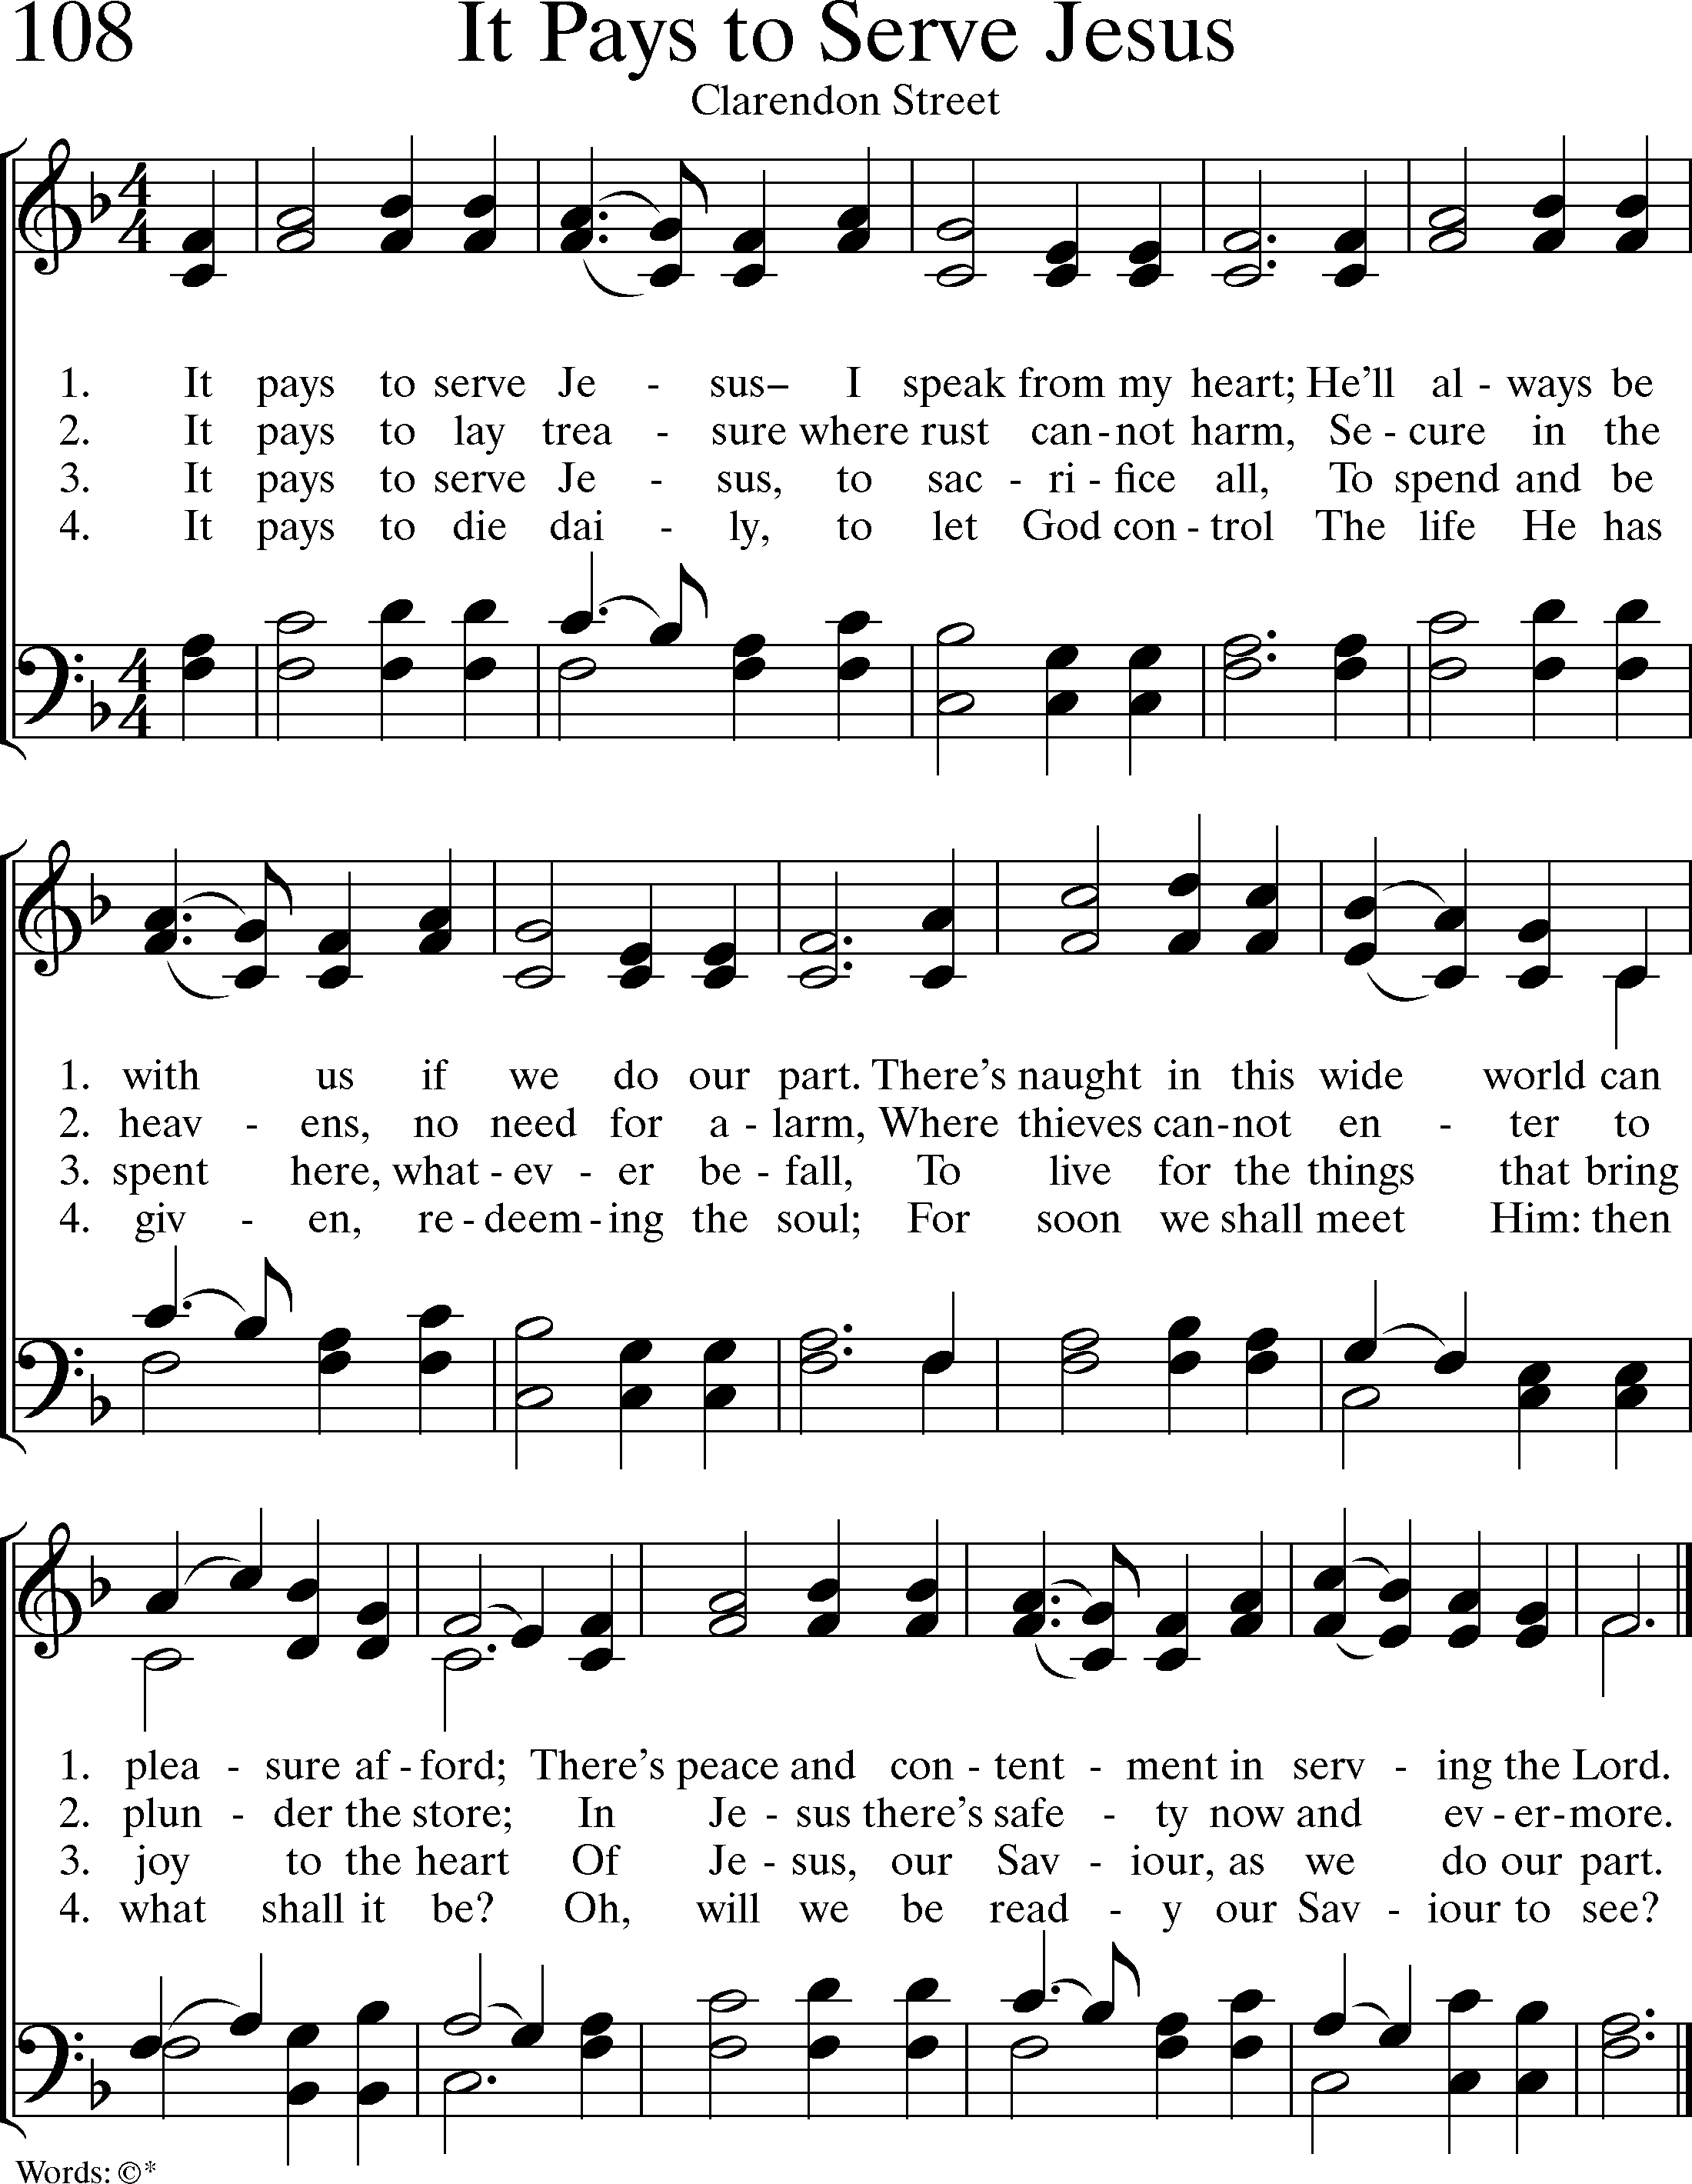 108 It Pays to Serve Jesus
Clarendon Street
1. It pays to serve Je - sus– I speak from my heart; He’ll al - ways be
2. It pays to lay trea - sure where rust can - not harm, Se - cure in the
3. It pays to serve Je - sus, to sac - ri - fice all, To spend and be
4. It pays to die dai - ly, to let God con - trol The life He has
1. with us if we do our part. There’s naught in this wide world can
2. heav - ens, no need for a - larm, Where thieves can - not en - ter to
3. spent here, what - ev - er be - fall, To live for the things that bring
4. giv - en, re - deem - ing the soul; For soon we shall meet Him: then
1. plea - sure af - ford; There’s peace and con - tent - ment in serv - ing the Lord.
2. plun - der the store; In Je - sus there’s safe - ty now and ev - er - more.
3. joy to the heart Of Je - sus, our Sav - iour, as we do our part.
4. what shall it be? Oh, will we be read - y our Sav - iour to see?
Words: ©*